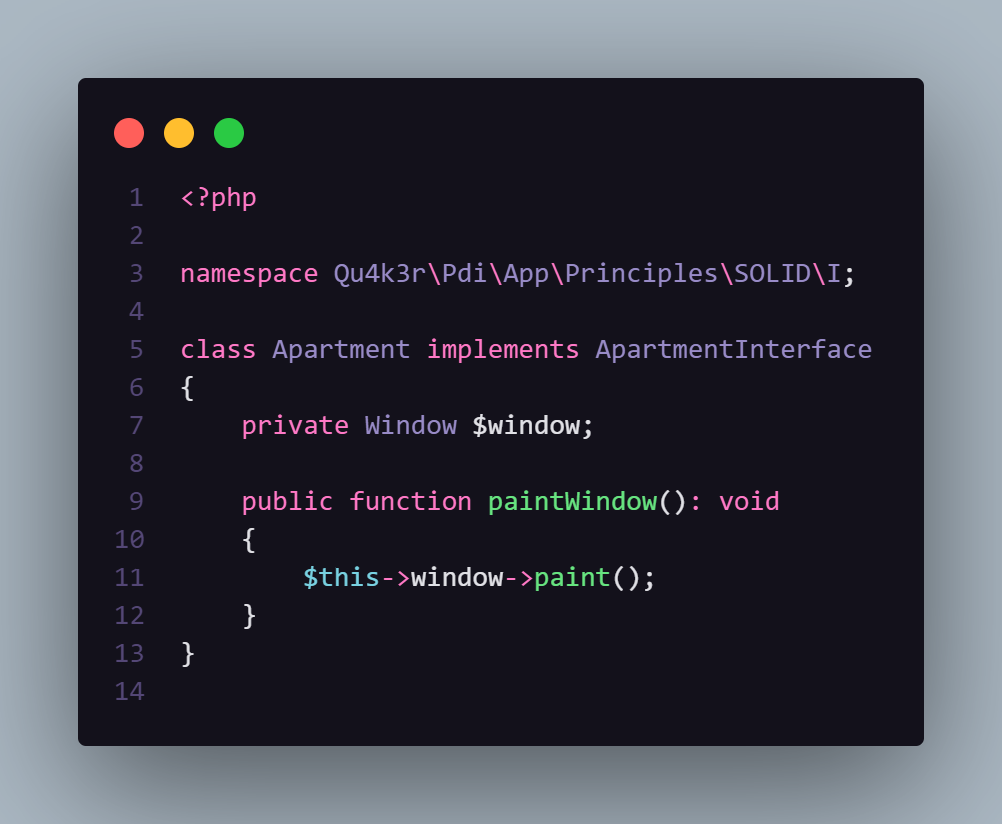 1 <?php
2
3 namespace Qu4k3r\Pdi\App\Principles\SOLID\I;
4
5 class Apartment implements ApartmentInterface
6 {
7     private Window $window;
8
9     public function paintWindow(): void
10     {
11         $this->window->paint();
12     }
13 }
14